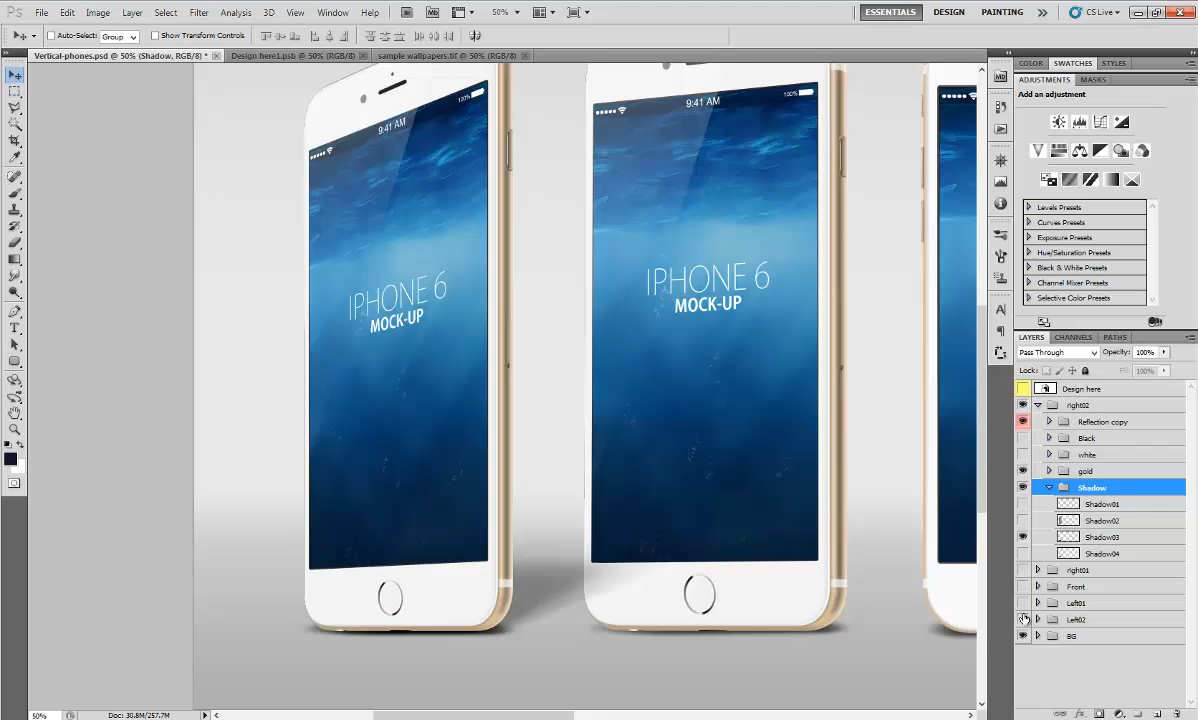 Ps File Edit Image Layer Select Filter Analysis 3D View Window Help Br Mb 50% ESSENTIALS DESIGN PAINTING CS Live
Auto-Select: Group Show Transform Controls
Vertical-phones.psd @ 50% (Shadow, RGB/8) * × Design here1.psb @ 50% (RGB/8) × sample wallpapers.tif @ 50% (RGB/8) ×
COLOR SWATCHES STYLES
ADJUSTMENTS MASKS
Add an adjustment
100%
9:41 AM
100%
9:41 AM
IPHONE 6
MOCK-UP
IPHONE 6
MOCK-UP
Levels Presets
Curves Presets
Exposure Presets
Hue/Saturation Presets
Black & White Presets
Channel Mixer Presets
Selective Color Presets
LAYERS CHANNELS PATHS
Pass Through Opacity: 100%
Lock: Fill: 100%
Design here
right02
Reflection copy
Black
white
gold
Shadow
Shadow01
Shadow02
Shadow03
Shadow04
right01
Front
Left01
Left02
BG
50% Doc: 30.8M/257.7M